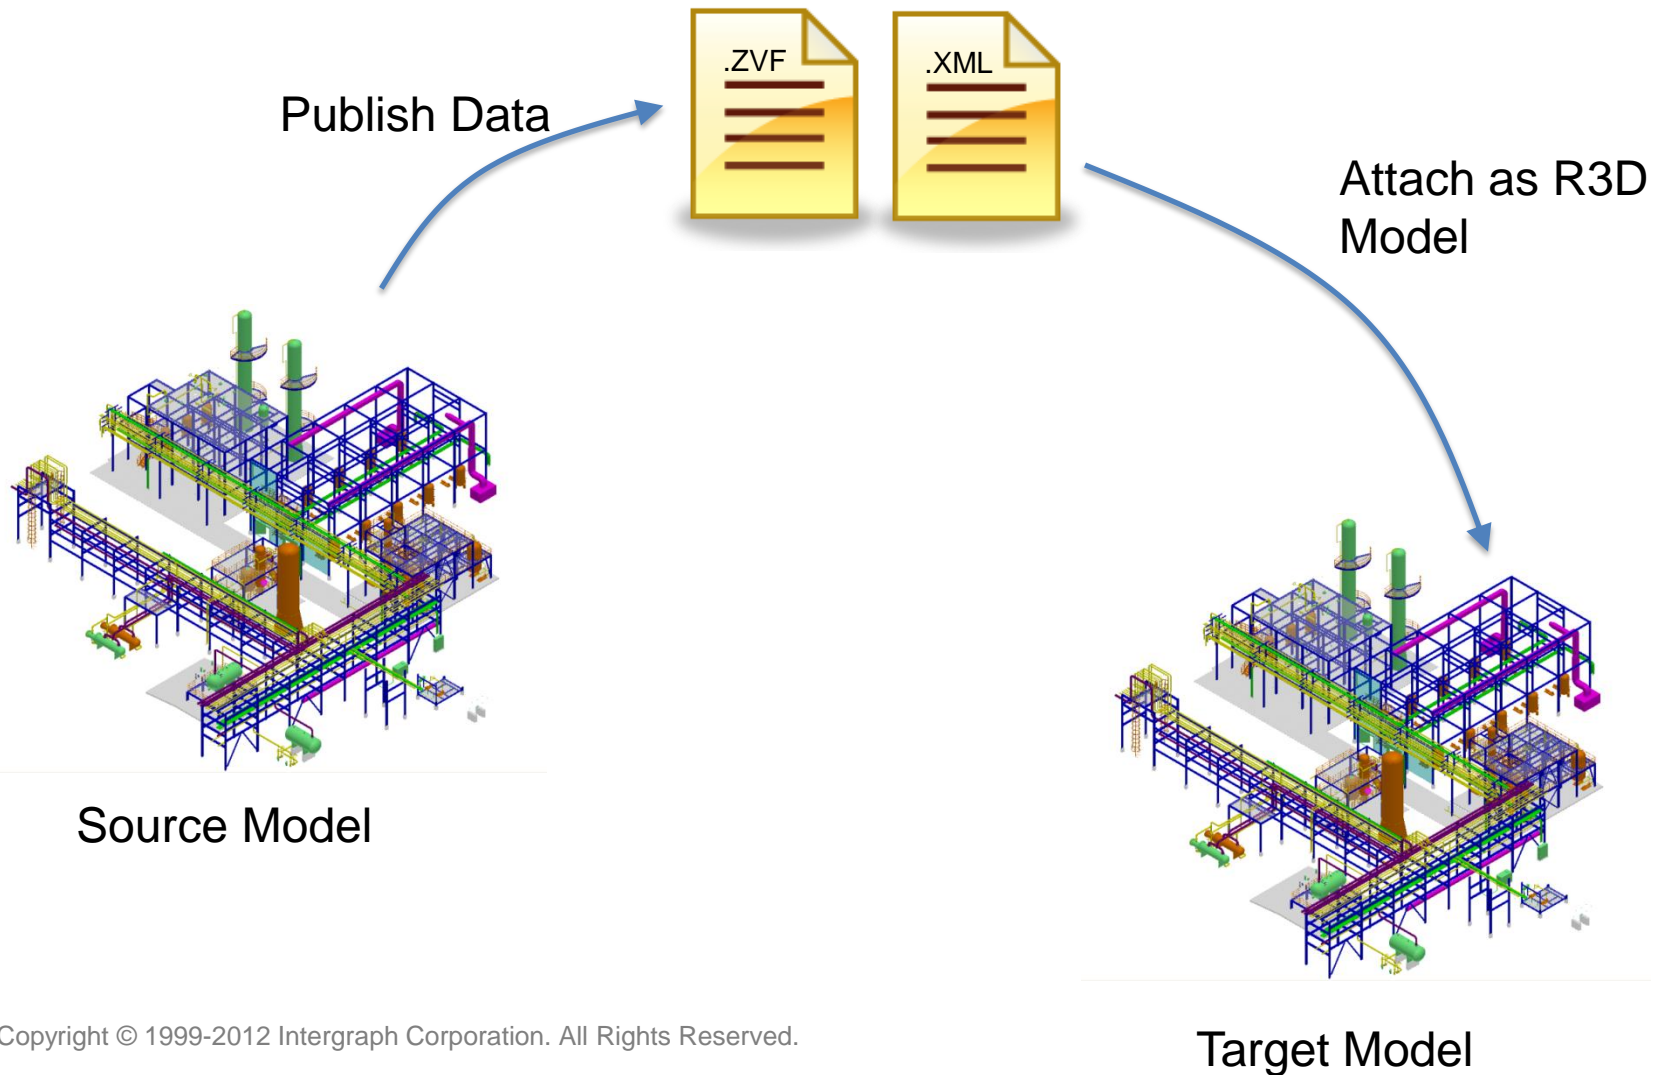 .ZVF
.XML
Publish Data
Attach as R3D
Model
Source Model
Copyright © 1999-2012 Intergraph Corporation. All Rights Reserved.
Target Model